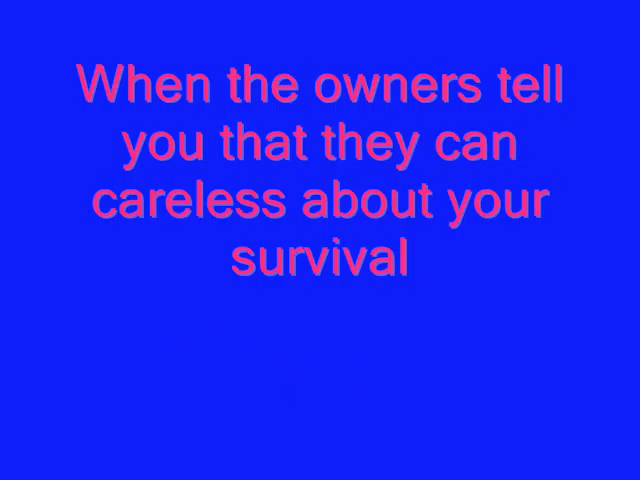 When the owners tell
you that they can
careless about your
survival